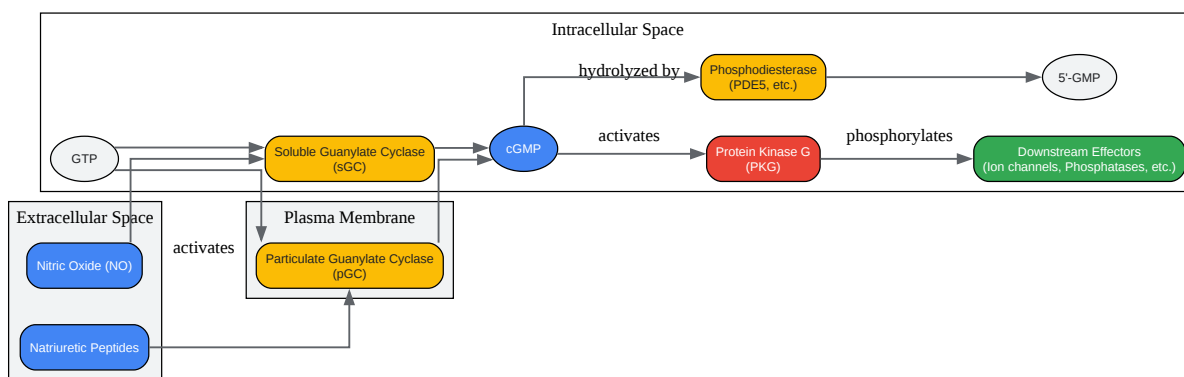 Intracellular Space
hydrolyzed by
Phosphodiesterase
(PDE5, etc.)
5'-GMP
GTP
Soluble Guanylate Cyclase
(sGC)
cGMP
activates
Protein Kinase G
(PKG)
phosphorylates
Downstream Effectors
(Ion channels, Phosphatases, etc.)
Extracellular Space
Nitric Oxide (NO)
activates
Plasma Membrane
Particulate Guanylate Cyclase
(pGC)
Natriuretic Peptides